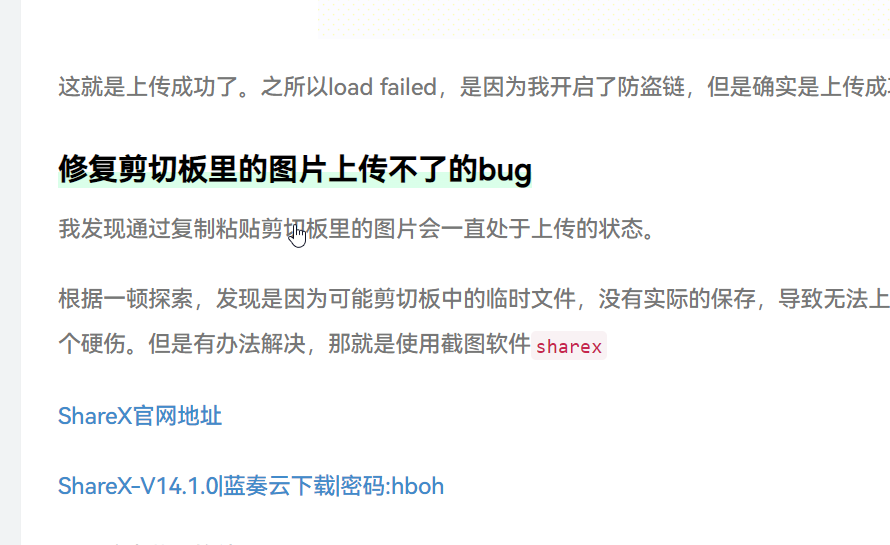 这就是上传成功了。之所以load failed，是因为我开启了防盗链，但是确实是上传成
修复剪切板里的图片上传不了的bug
我发现通过复制粘贴剪切板里的图片会一直处于上传的状态。
根据一顿探索，发现是因为可能剪切板中的临时文件，没有实际的保存，导致无法上
个硬伤。但是有办法解决，那就是使用截图软件sharex
ShareX官网地址
ShareX-V14.1.0|蓝奏云下载|密码:hboh